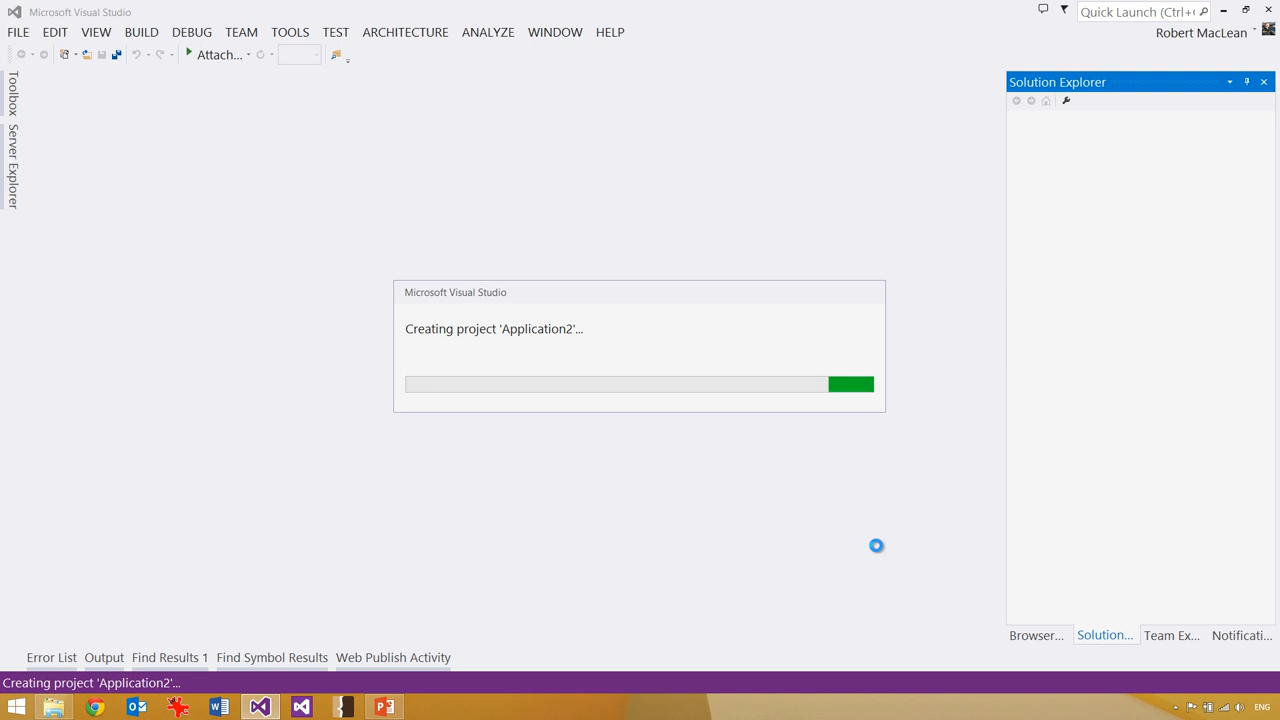 Microsoft Visual Studio
Quick Launch (Ctrl+
FILE EDIT VIEW BUILD DEBUG TEAM TOOLS TEST ARCHITECTURE ANALYZE WINDOW HELP
Robert MacLean
Attach...
Toolbox
Server Explorer
Solution Explorer
Microsoft Visual Studio
Creating project 'Application2'...
Browser... Solution... Team Ex... Notificati...
Error List Output Find Results 1 Find Symbol Results Web Publish Activity
Creating project 'Application2'...
ENG